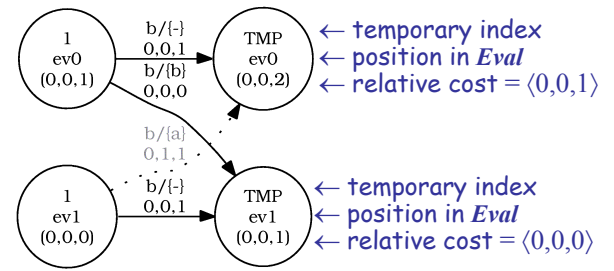 1
ev0
(0,0,1)
b/{-}
0,0,1
b/{b}
0,0,0
TMP
ev0
(0,0,2)
← temporary index
← position in Eval
← relative cost = ⟨0,0,1⟩
b/{a}
0,1,1
1
ev1
(0,0,0)
b/{-}
0,0,1
TMP
ev1
(0,0,1)
← temporary index
← position in Eval
← relative cost = ⟨0,0,0⟩